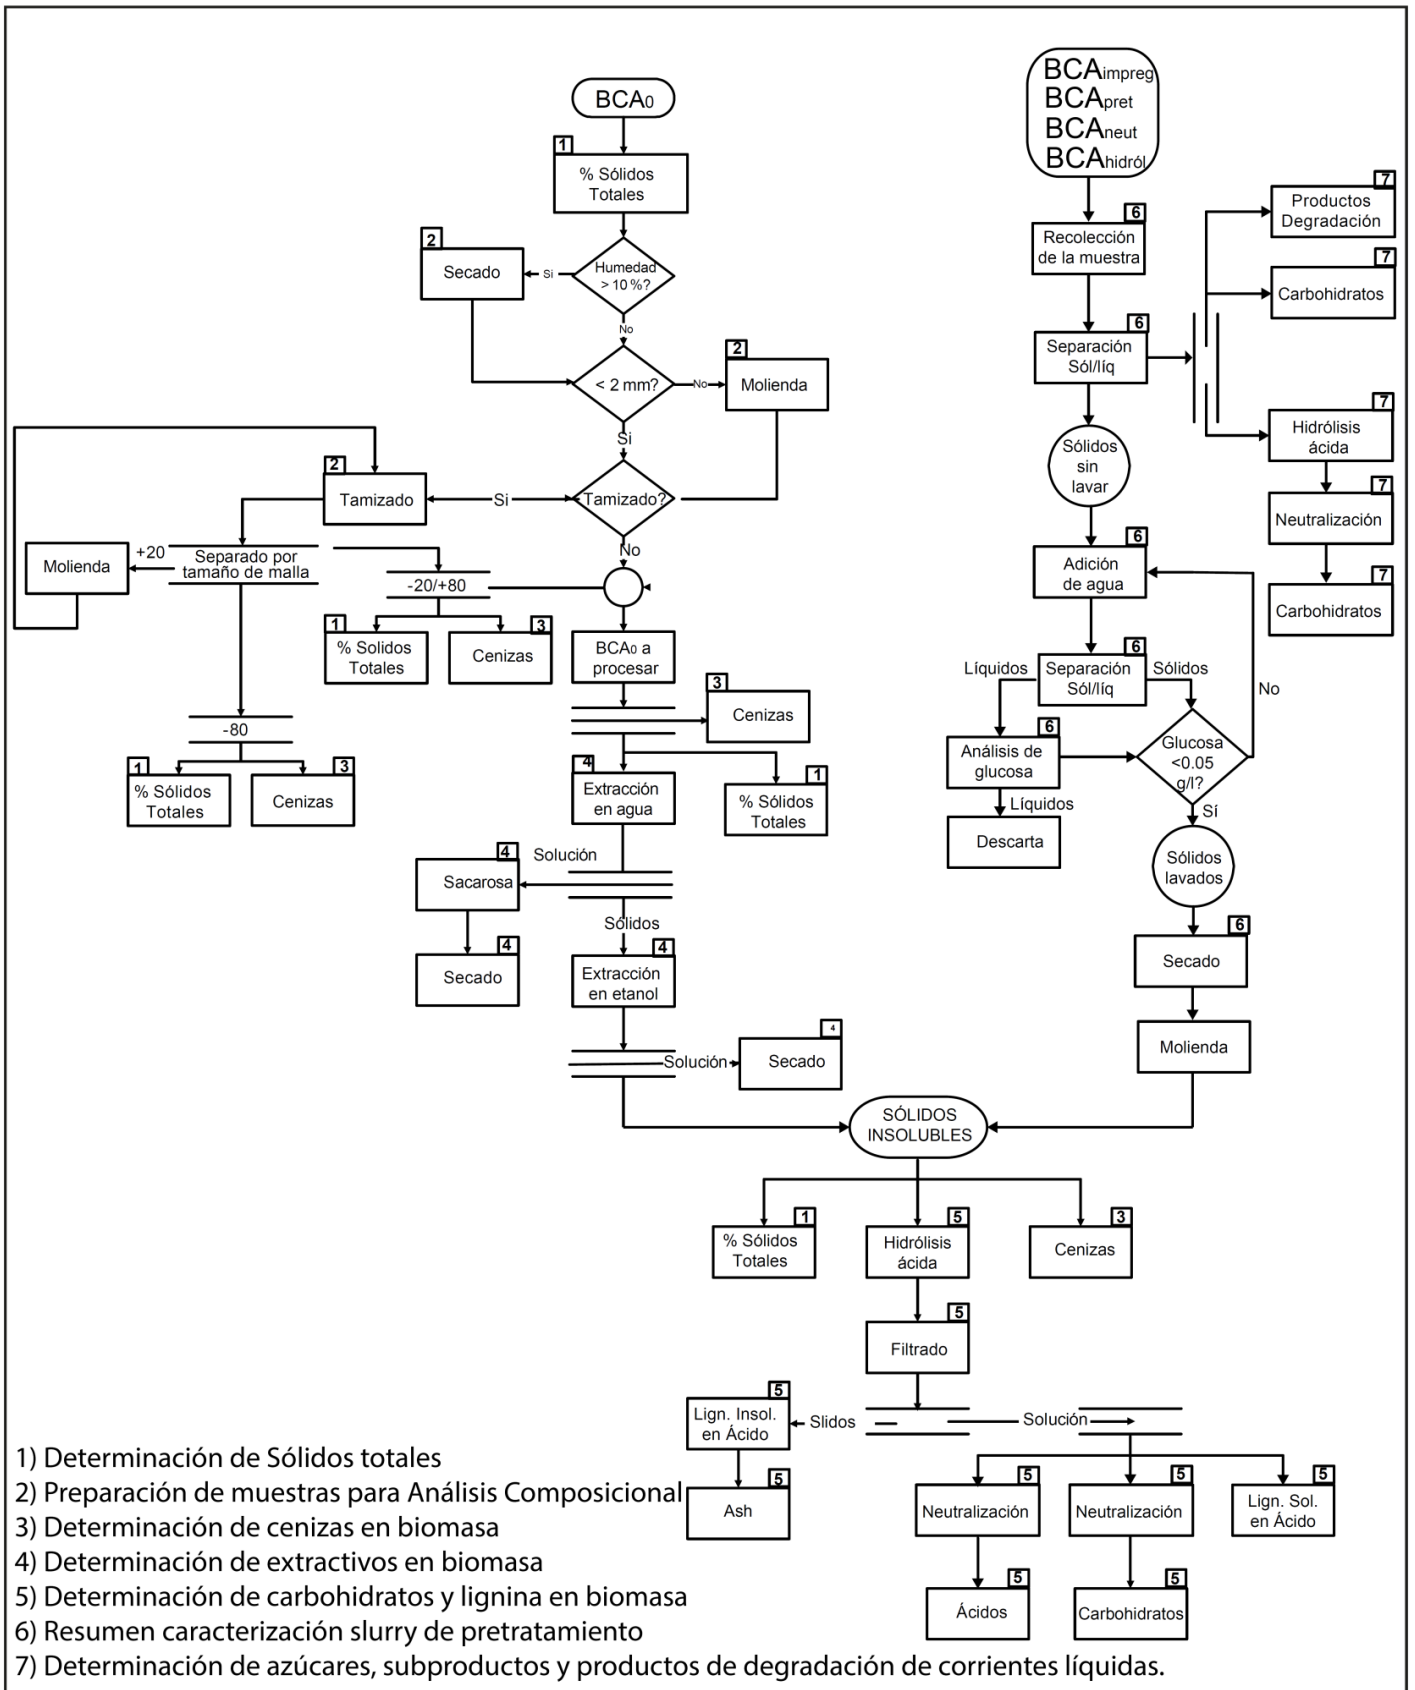 BCA0
1
% Sólidos
Totales
2
Secado
Si
Humedad
> 10 %?
No
< 2 mm?
No
2
Molienda
Si
2
Tamizado
Si
Tamizado?
No
Molienda
+20
Separado por
tamaño de malla
-20/+80
1
% Solidos
Totales
3
Cenizas
BCA0 a
procesar
3
Cenizas
-80
1
% Sólidos
Totales
3
Cenizas
4
Extracción
en agua
1
% Sólidos
Totales
Solución
4
Sacarosa
4
Secado
Sólidos
4
Extracción
en etanol
Solución
4
Secado
BCAimpreg
BCApret
BCAneut
BCAhidról
6
Recolección
de la muestra
6
Separación
Sól/líq
7
Productos
Degradación
7
Carbohidratos
7
Hidrólisis
ácida
7
Neutralización
7
Carbohidratos
Sólidos
sin
lavar
6
Adición
de agua
6
Líquidos
Separación
Sól/líq
Sólidos
No
6
Análisis de
glucosa
Glucosa
<0.05
g/l?
Líquidos
Descarta
Sí
Sólidos
lavados
6
Secado
Molienda
SÓLIDOS
INSOLUBLES
1
% Sólidos
Totales
5
Hidrólisis
ácida
3
Cenizas
5
Filtrado
5
Lign. Insol.
en Ácido
Slidos
Solución
5
Ash
5
Neutralización
5
Neutralización
5
Lign. Sol.
en Ácido
5
Ácidos
5
Carbohidratos
1) Determinación de Sólidos totales
2) Preparación de muestras para Análisis Composicional
3) Determinación de cenizas en biomasa
4) Determinación de extractivos en biomasa
5) Determinación de carbohidratos y lignina en biomasa
6) Resumen caracterización slurry de pretratamiento
7) Determinación de azúcares, subproductos y productos de degradación de corrientes líquidas.